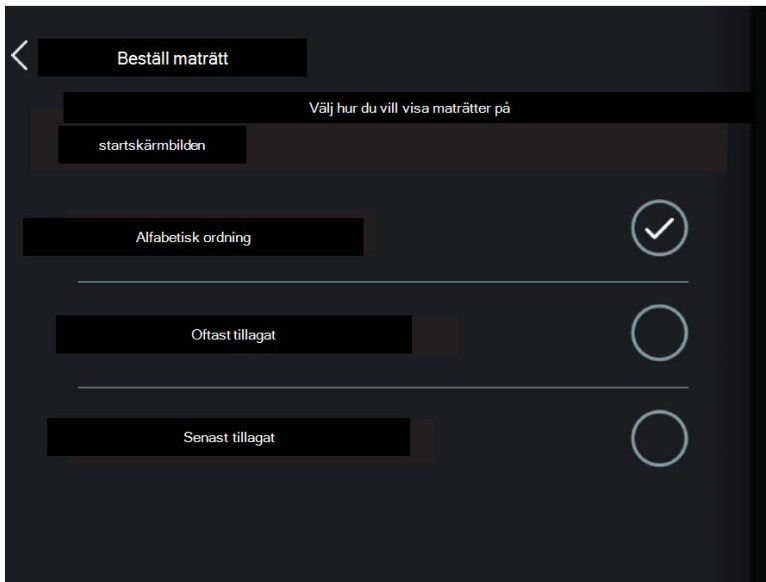 Beställ maträtt
Välj hur du vill visa maträtter på
startskärmbilden
Alfabetisk ordning
Oftast tillagat
Senast tillagat